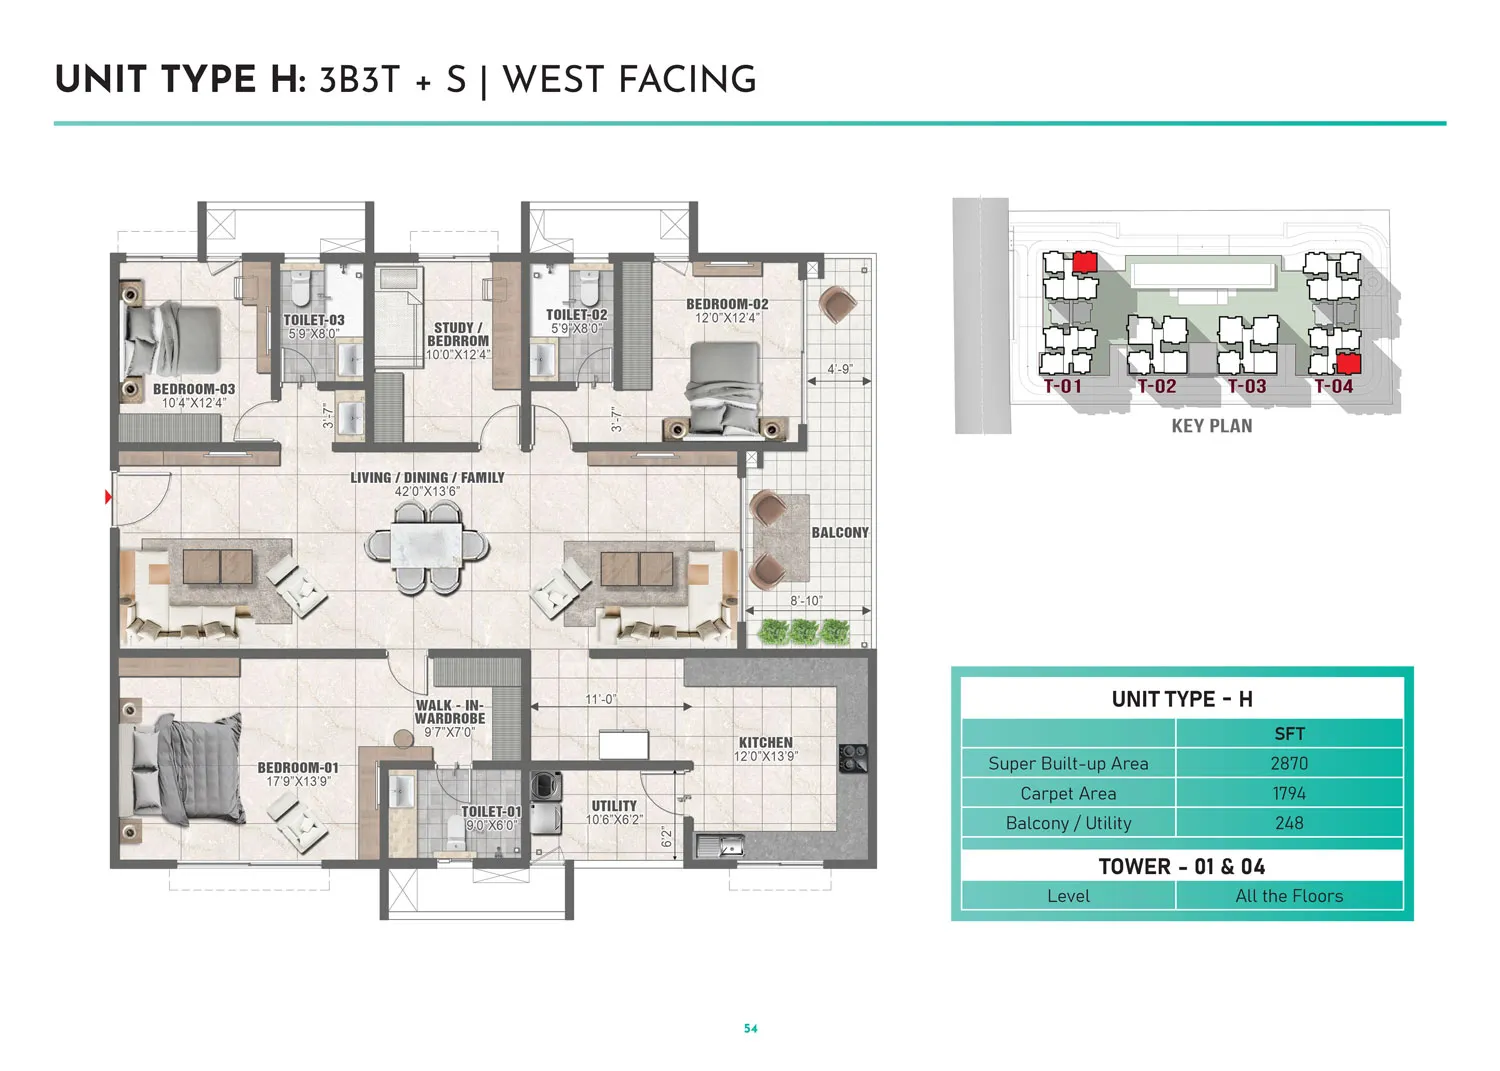 UNIT TYPE H: 3B3T + S | WEST FACING
BEDROOM-03
10'4"X12'4"
TOILET-03
5'9"X8'0"
3'-7"
STUDY /
BEDRROM
10'0"X12'4"
TOILET-02
5'9"X8'0"
3'-7"
BEDROOM-02
12'0"X12'4"
4'-9"
LIVING / DINING / FAMILY
42'0"X13'6"
BALCONY
8'-10"
BEDROOM-01
17'9"X13'9"
WALK - IN-
WARDROBE
9'7"X7'0"
TOILET-01
9'0"X6'0"
11'-0"
UTILITY
10'6"X6'2"
6'2"
KITCHEN
12'0"X13'9"
T-01
T-02
T-03
T-04
KEY PLAN
UNIT TYPE - H
SFT
Super Built-up Area 2870
Carpet Area 1794
Balcony / Utility 248
TOWER - 01 & 04
Level All the Floors
54